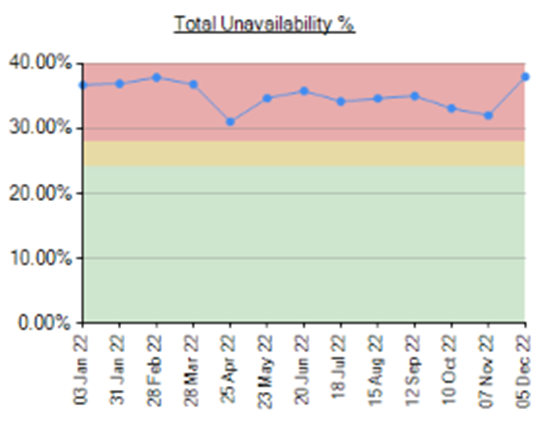 Total Unavailability %
40.00%
30.00%
20.00%
10.00%
0.00%
03 Jan 22
31 Jan 22
28 Feb 22
28 Mar 22
25 Apr 22
23 May 22
20 Jun 22
18 Jul 22
15 Aug 22
12 Sep 22
10 Oct 22
07 Nov 22
05 Dec 22